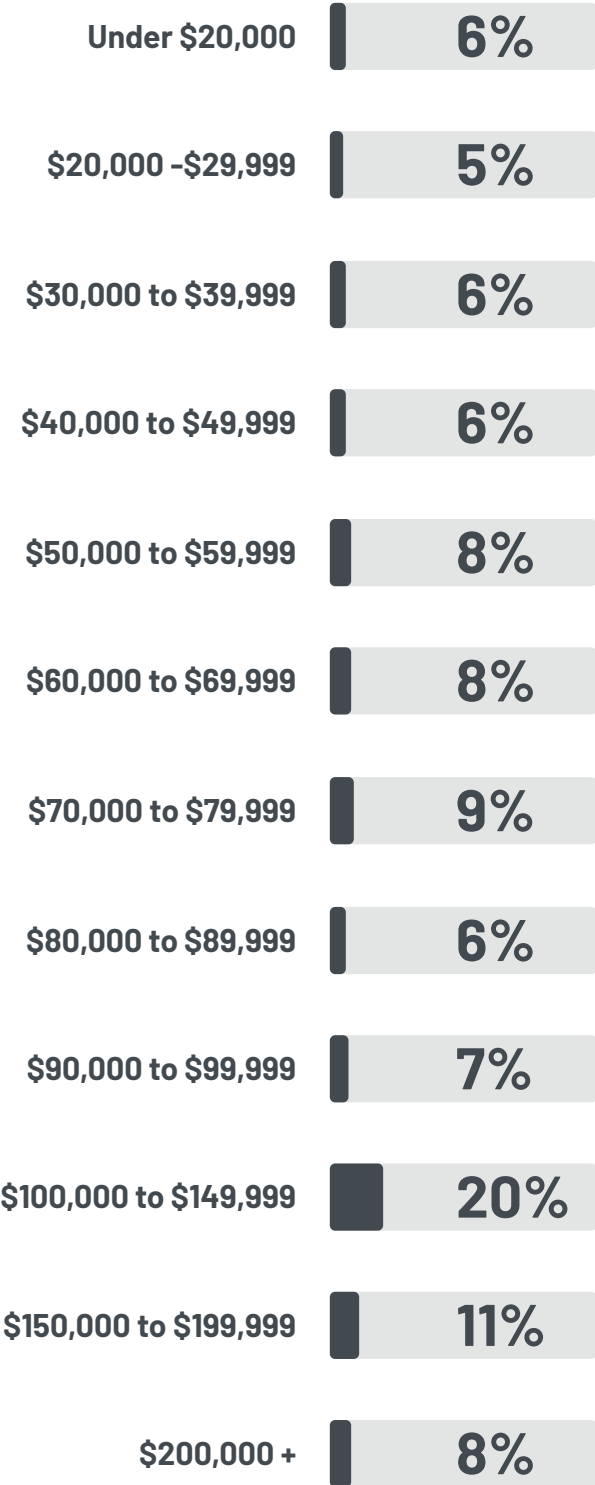 Under $20,000 6%
$20,000 -$29,999 5%
$30,000 to $39,999 6%
$40,000 to $49,999 6%
$50,000 to $59,999 8%
$60,000 to $69,999 8%
$70,000 to $79,999 9%
$80,000 to $89,999 6%
$90,000 to $99,999 7%
$100,000 to $149,999 20%
$150,000 to $199,999 11%
$200,000 + 8%